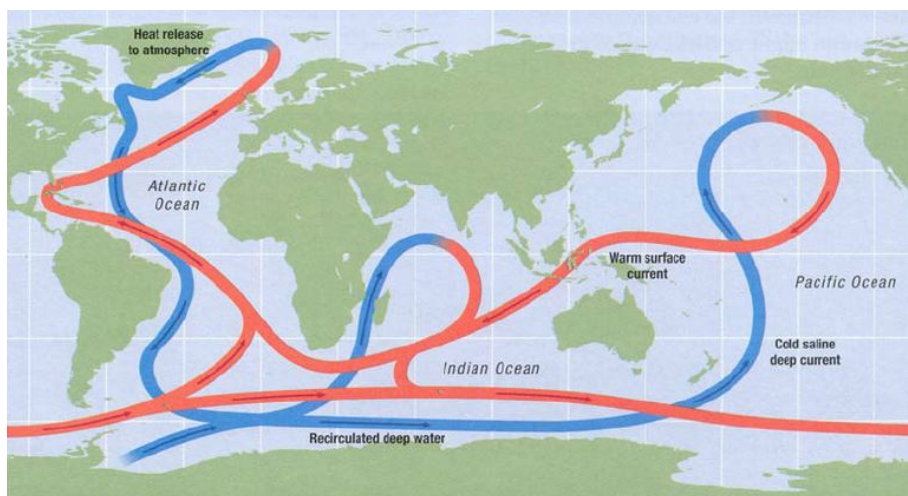 Heat release
to atmosphere
Atlantic
Ocean
Warm surface
current
Pacific Ocean
Indian Ocean
Cold saline
deep current
Recirculated deep water